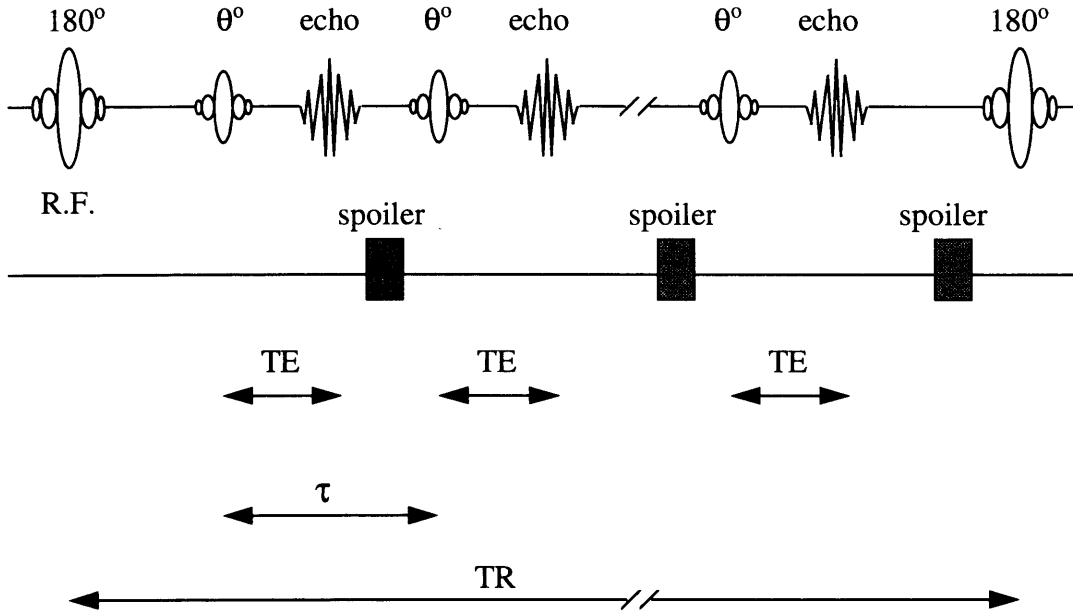 180° θ° echo θ° echo θ° echo 180°
R.F.
spoiler spoiler spoiler
TE TE TE
τ
TR